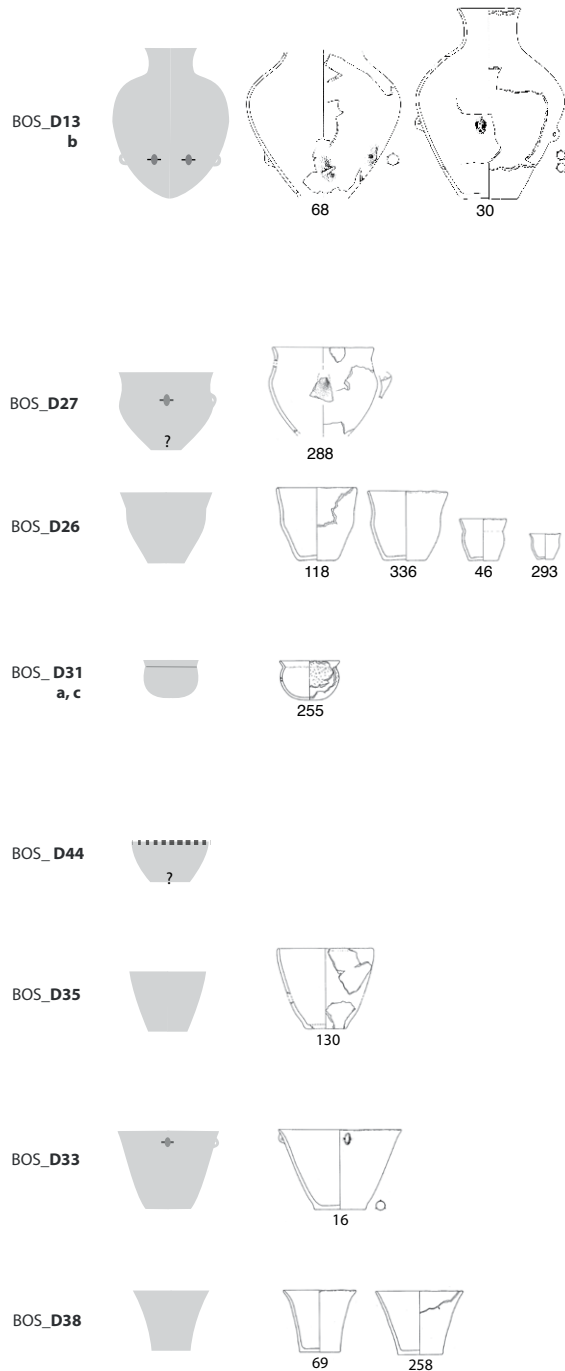 BOS_D13
b
68
30
BOS_D27
?
288
BOS_D26
118
336
46
293
BOS_ D31
a, c
255
BOS_ D44
?
BOS_D35
130
BOS_D33
16
BOS_D38
69
258